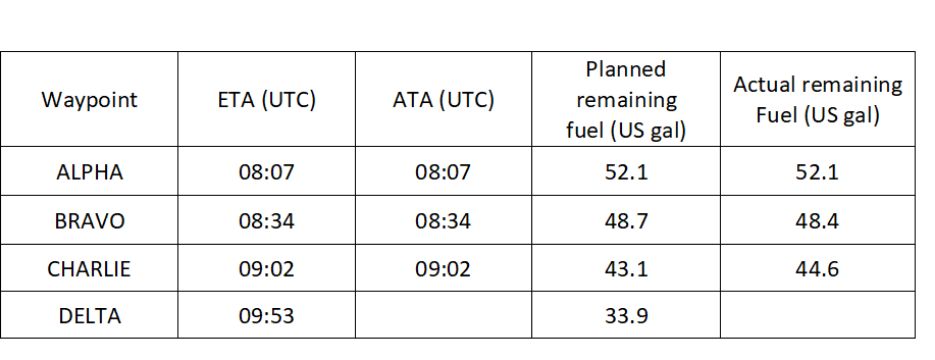 Waypoint ETA (UTC) ATA (UTC) Planned remaining fuel (US gal) Actual remaining Fuel (US gal)
ALPHA 08:07 08:07 52.1 52.1
BRAVO 08:34 08:34 48.7 48.4
CHARLIE 09:02 09:02 43.1 44.6
DELTA 09:53 33.9